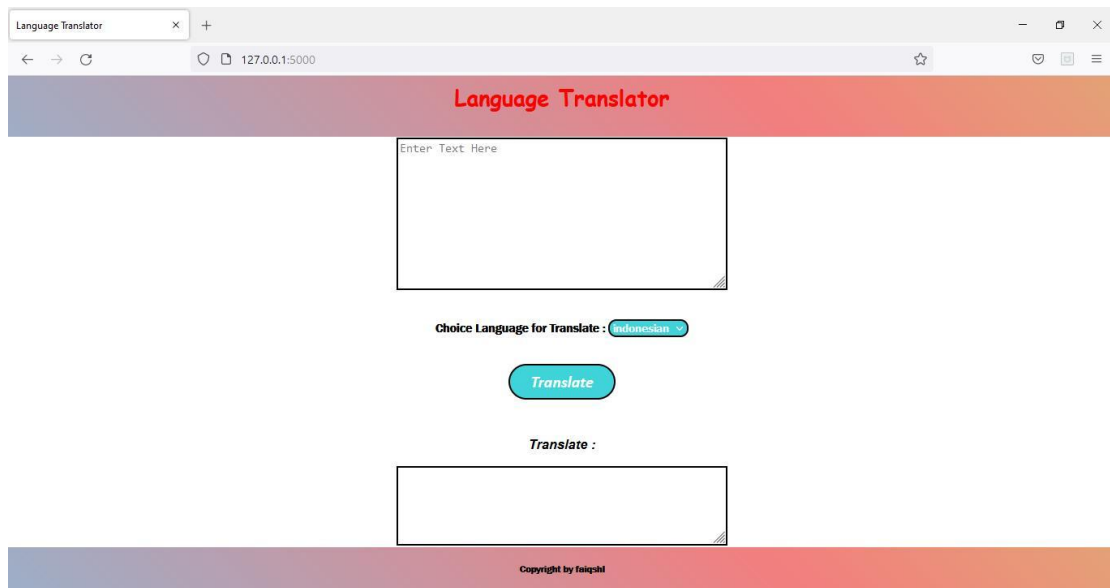 Language Translator
127.0.0.1:5000
Language Translator
Enter Text Here
Choice Language for Translate : indonesian
Translate
Translate :
Copyright by faiqshl